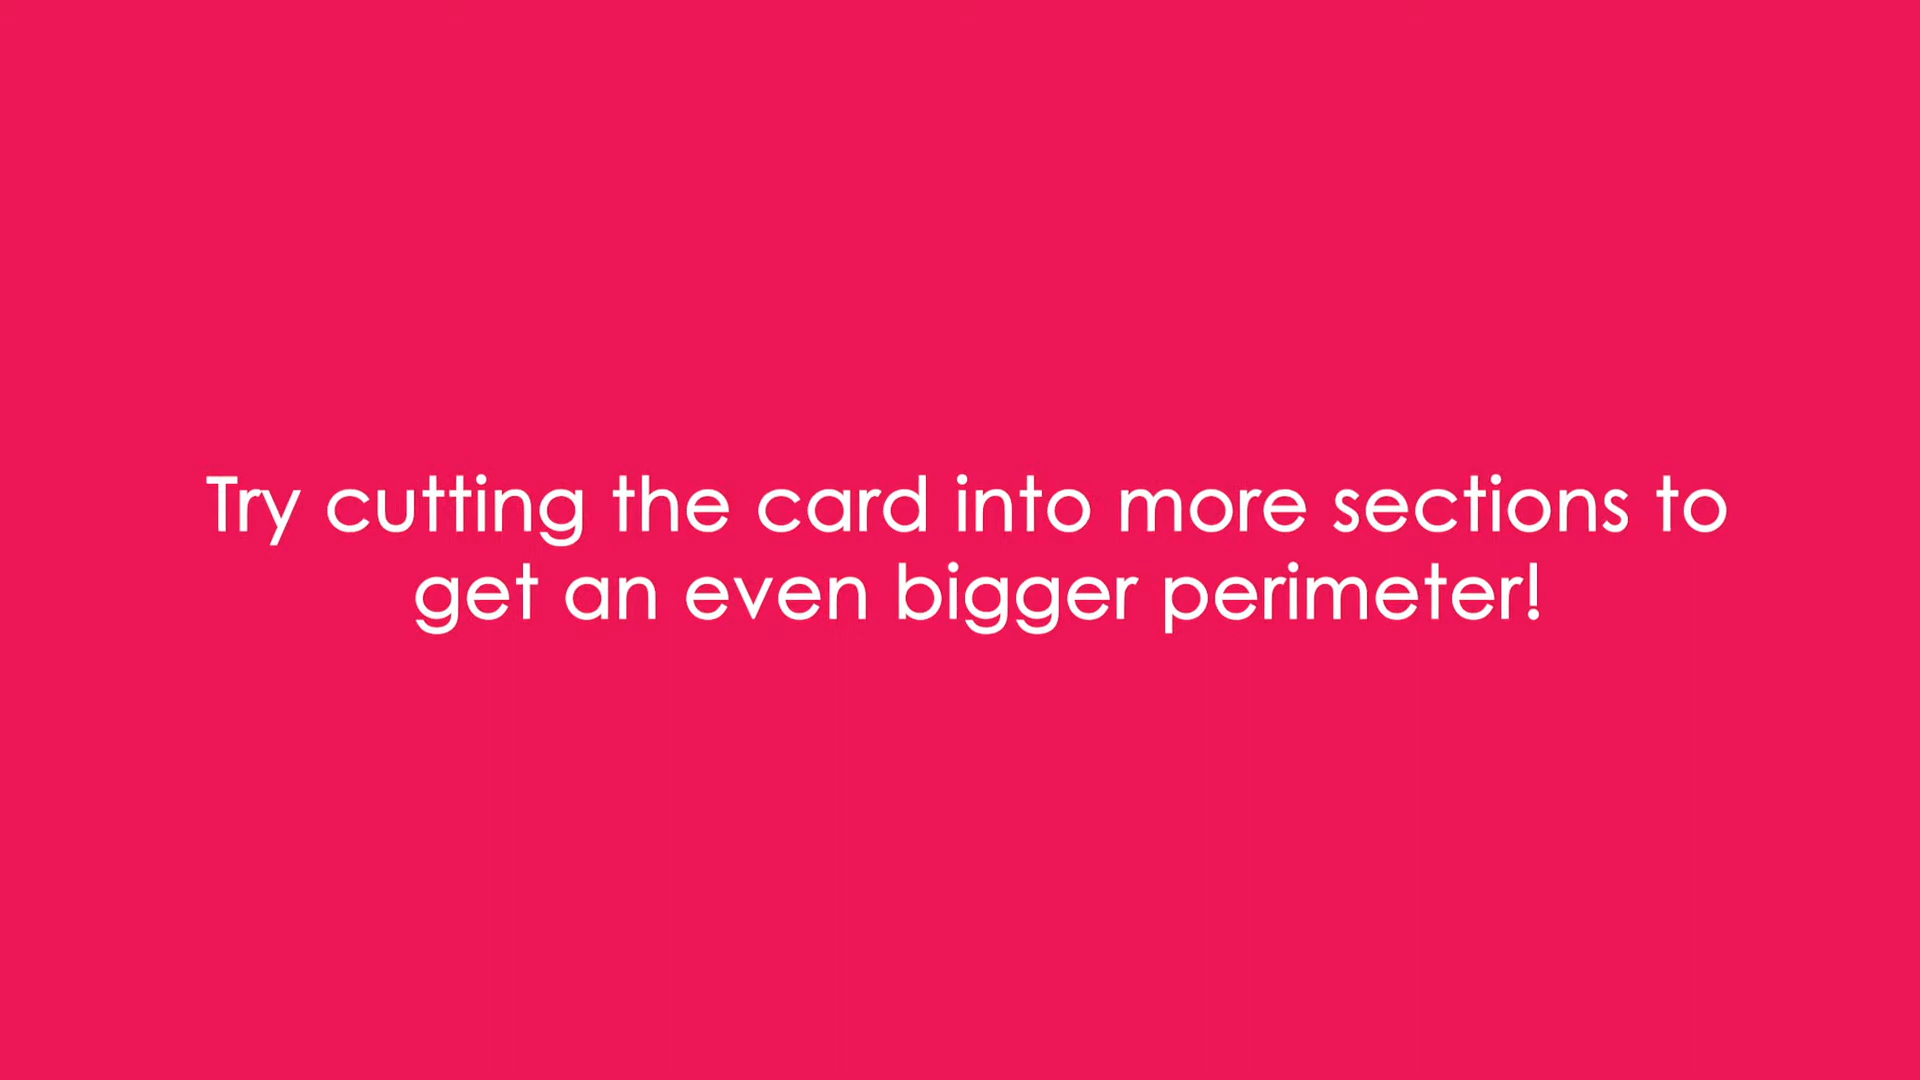 Try cutting the card into more sections to
get an even bigger perimeter!